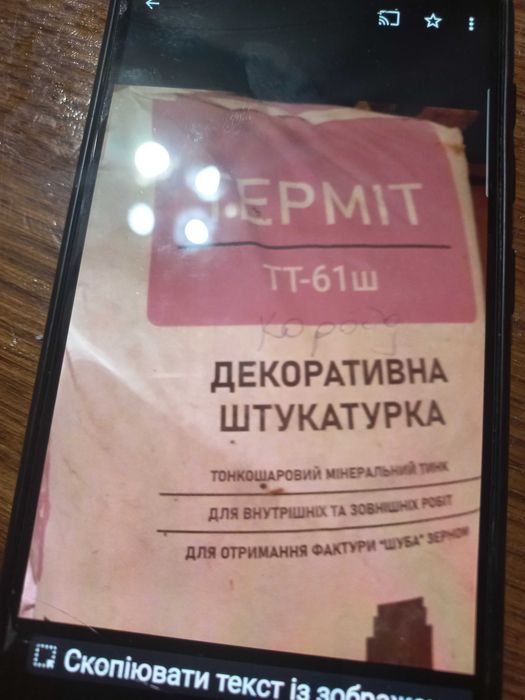 ТЕРМІТ
ТТ-61ш
короїд
ДЕКОРАТИВНА
ШТУКАТУРКА
ТОНКОШАРОВИЙ МІНЕРАЛЬНИЙ ТИНК
ДЛЯ ВНУТРІШНІХ ТА ЗОВНІШНІХ РОБІТ
ДЛЯ ОТРИМАННЯ ФАКТУРИ "ШУБА" ЗЕРНОМ
Скопіювати текст із